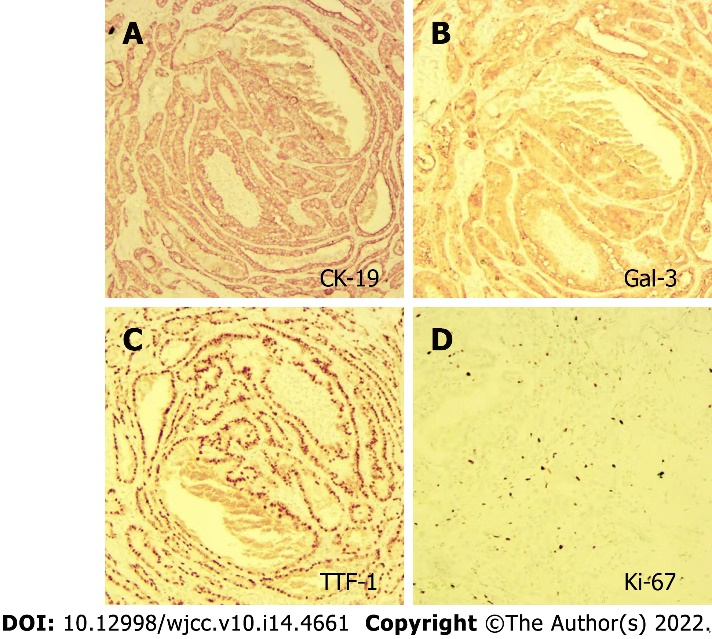 A
B
CK-19
Gal-3
C
D
TTF-1
Ki-67
DOI: 10.12998/wjcc.v10.i14.4661 Copyright ©The Author(s) 2022.